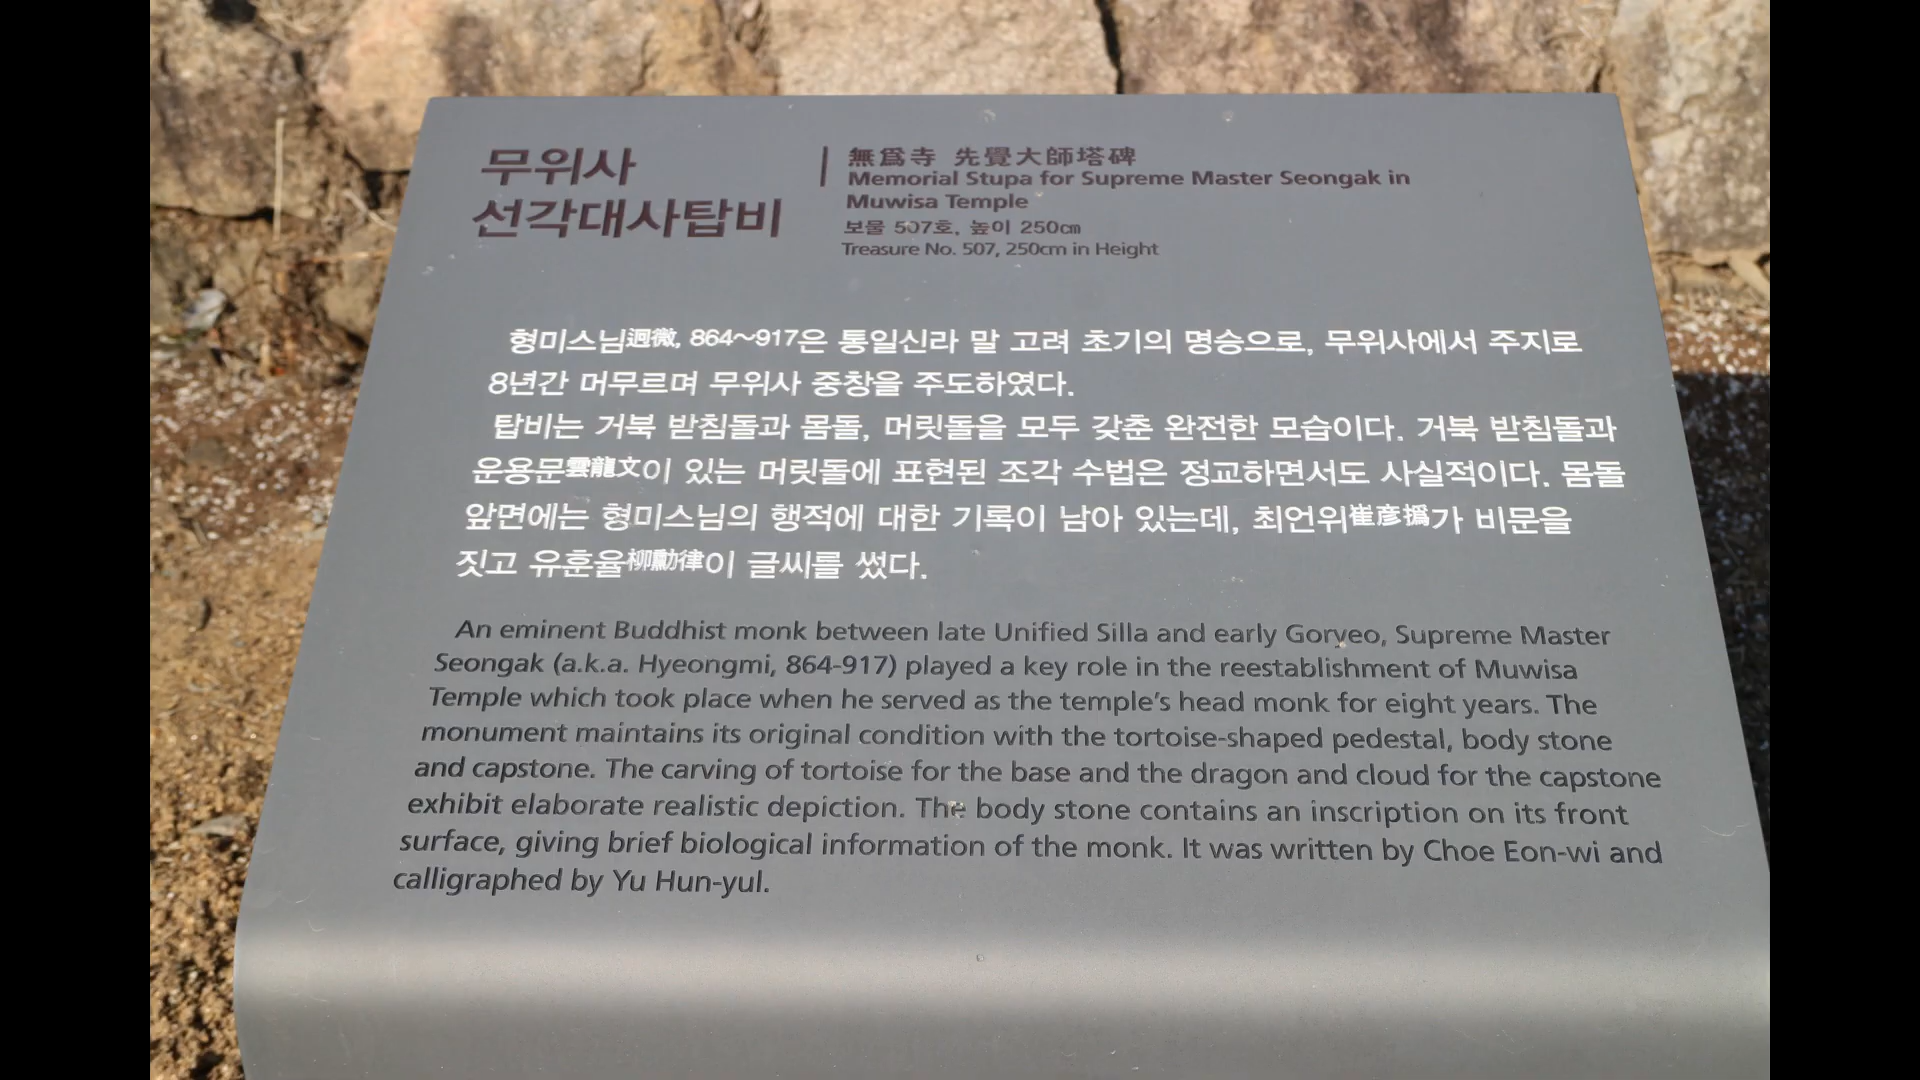 무위사
선각대사탑비
無爲寺 先覺大師塔碑
Memorial Stupa for Supreme Master Seongak in
Muwisa Temple
보물 507호, 높이 250㎝
Treasure No. 507, 250cm in Height
형미스님逈微, 864~917은 통일신라 말 고려 초기의 명승으로, 무위사에서 주지로
8년간 머무르며 무위사 중창을 주도하였다.
탑비는 거북 받침돌과 몸돌, 머릿돌을 모두 갖춘 완전한 모습이다. 거북 받침돌과
운용문雲龍文이 있는 머릿돌에 표현된 조각 수법은 정교하면서도 사실적이다. 몸돌
앞면에는 형미스님의 행적에 대한 기록이 남아 있는데, 최언위崔彦撝가 비문을
짓고 유훈율柳勳律이 글씨를 썼다.
An eminent Buddhist monk between late Unified Silla and early Goryeo, Supreme Master
Seongak (a.k.a. Hyeongmi, 864-917) played a key role in the reestablishment of Muwisa
Temple which took place when he served as the temple's head monk for eight years. The
monument maintains its original condition with the tortoise-shaped pedestal, body stone
and capstone. The carving of tortoise for the base and the dragon and cloud for the capstone
exhibit elaborate realistic depiction. The body stone contains an inscription on its front
surface, giving brief biological information of the monk. It was written by Choe Eon-wi and
calligraphed by Yu Hun-yul.